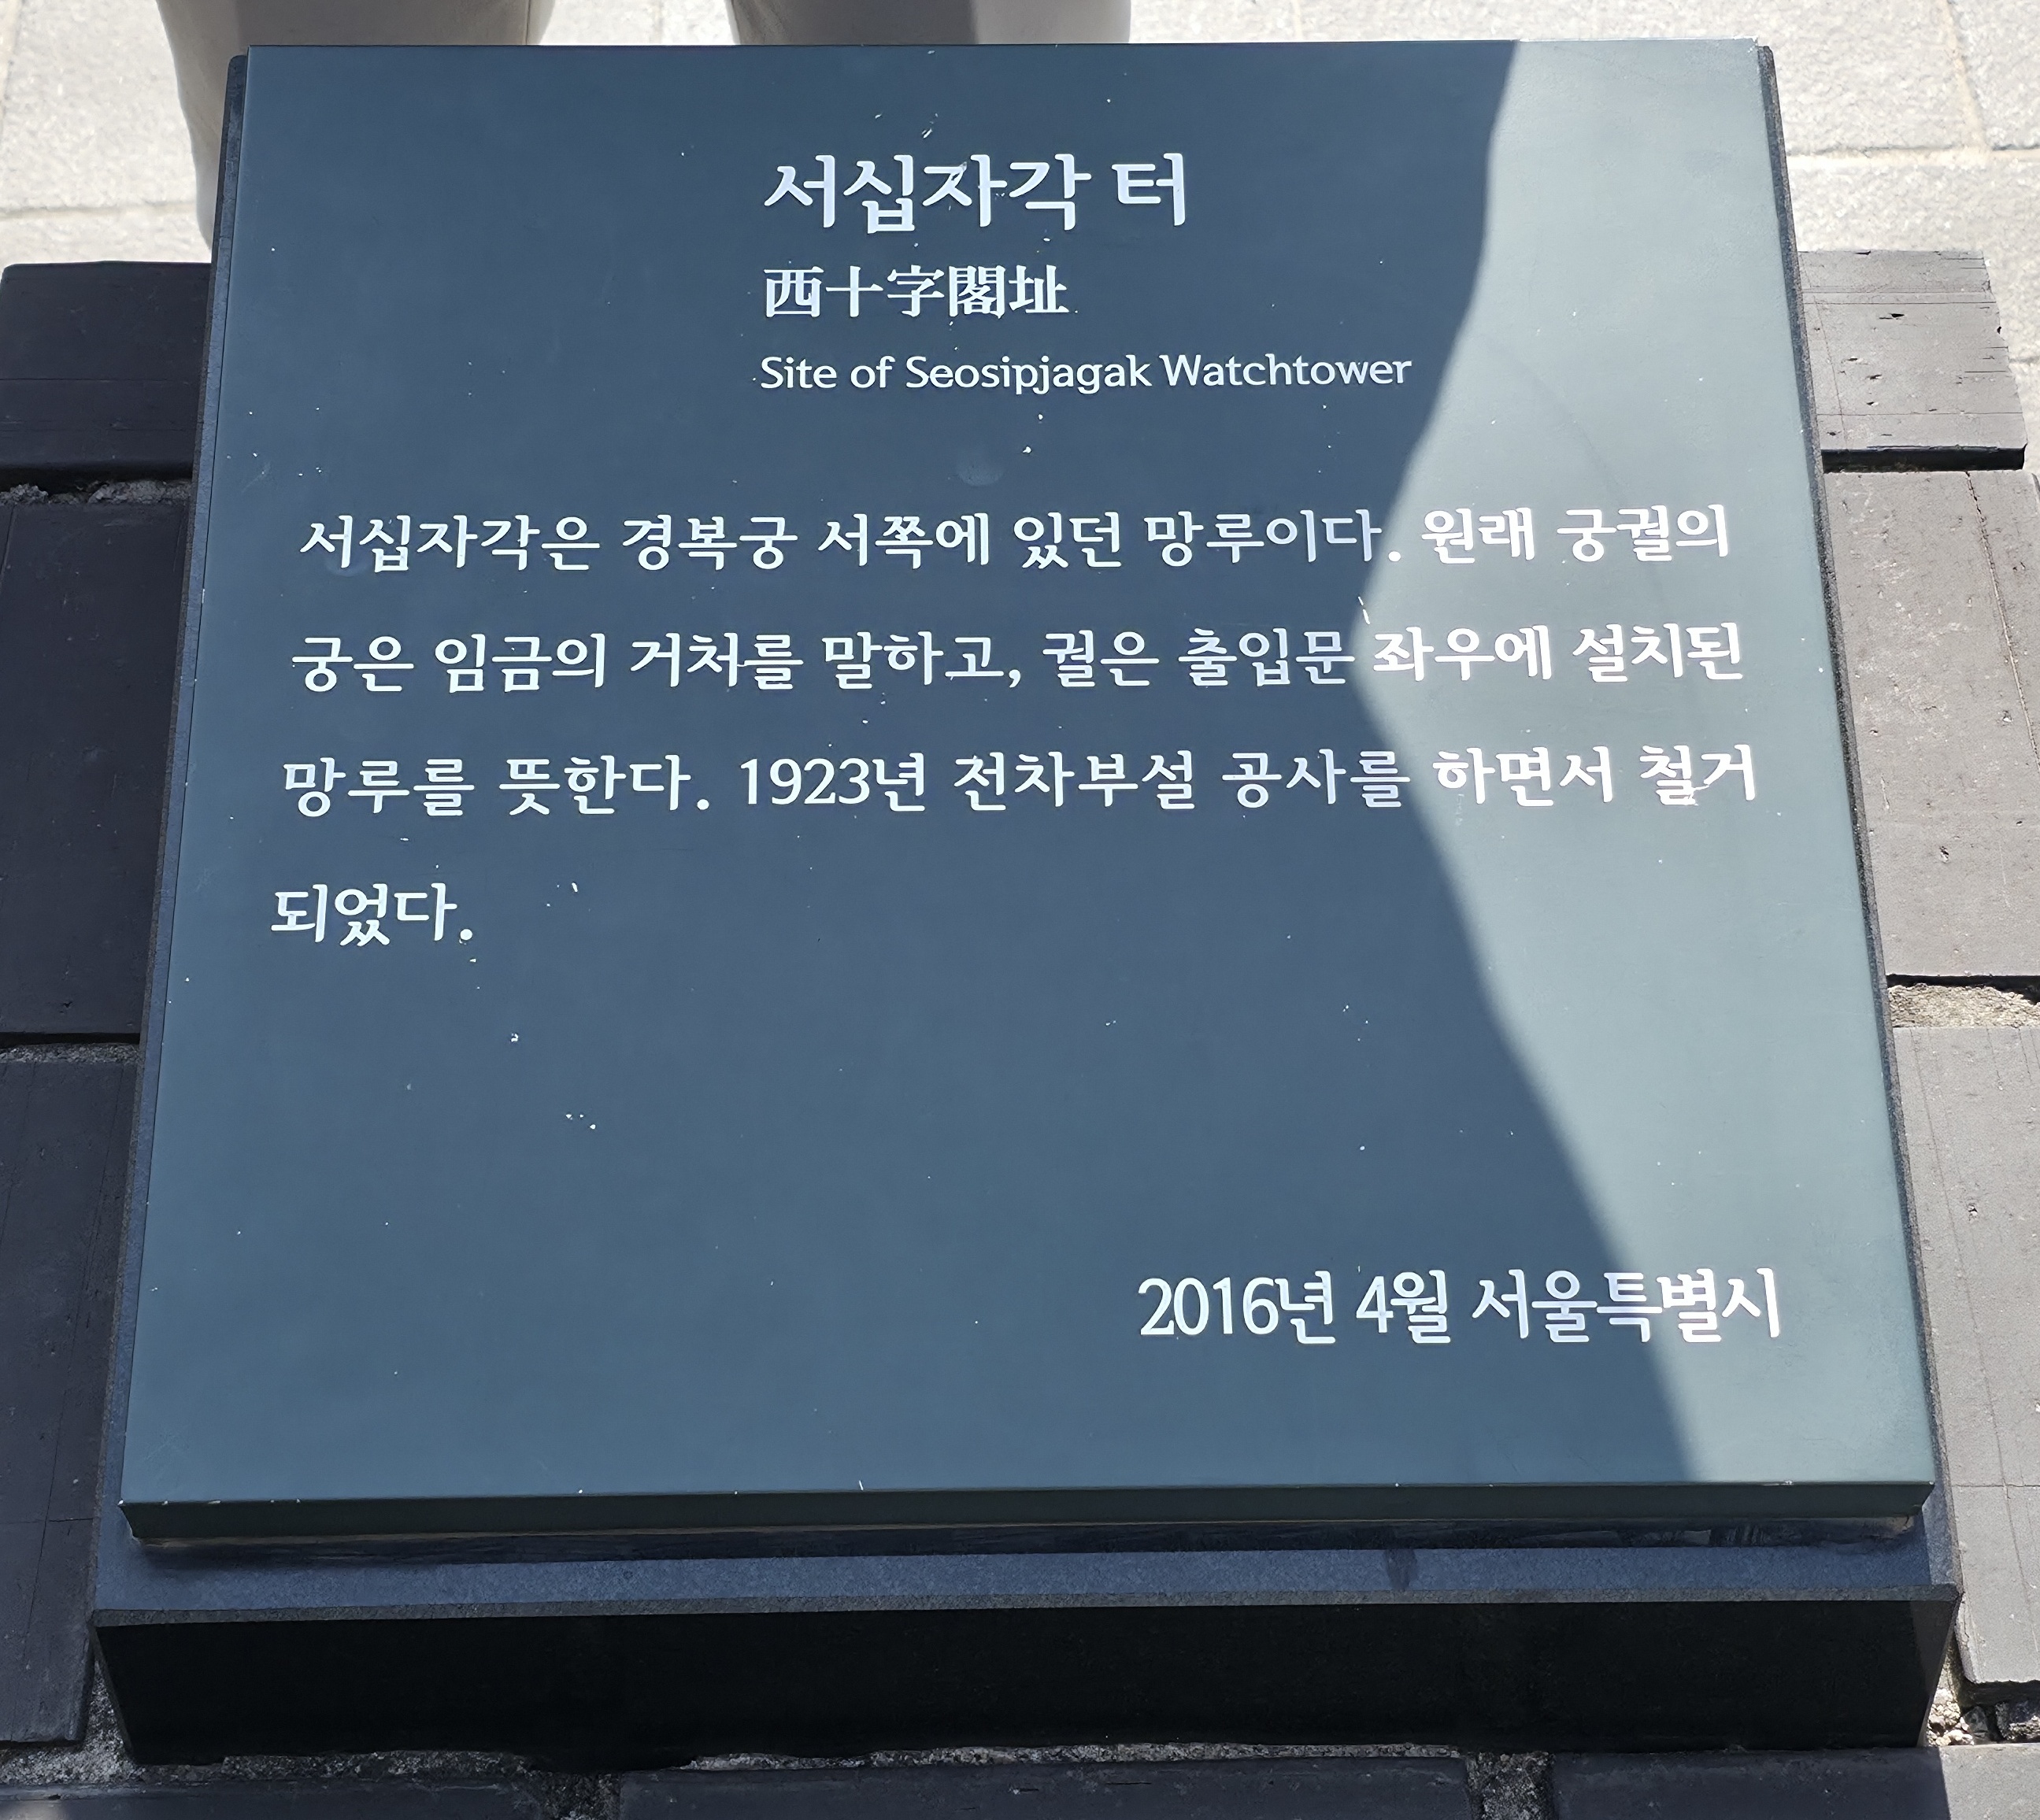 서십자각 터
西十字閣址
Site of Seosipjagak Watchtower
서십자각은 경복궁 서쪽에 있던 망루이다. 원래 궁궐의
궁은 임금의 거처를 말하고, 궐은 출입문 좌우에 설치된
망루를 뜻한다. 1923년 전차부설 공사를 하면서 철거
되었다.
2016년 4월 서울특별시